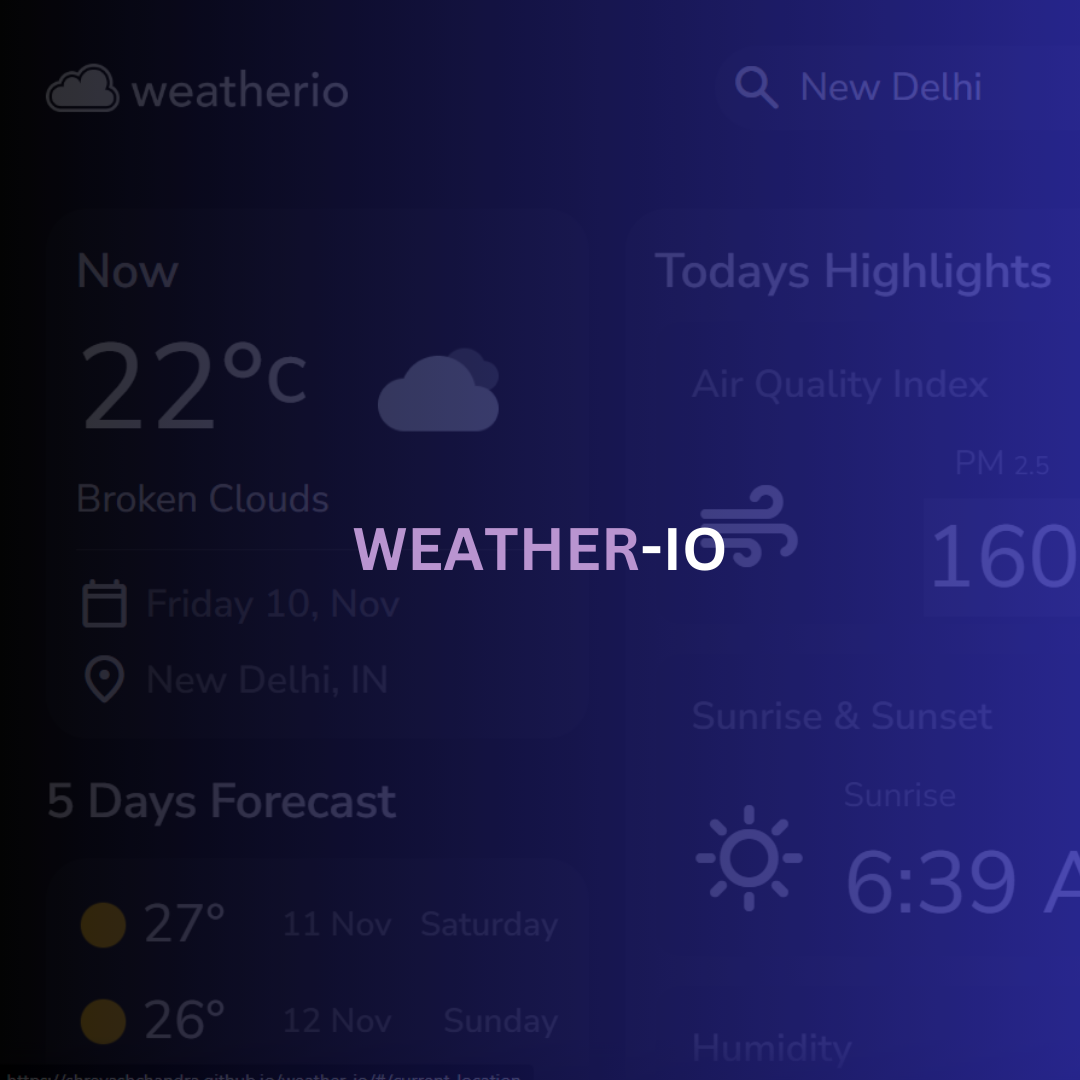 weatherio
New Delhi
Now
22°C
Broken Clouds
Friday 10, Nov
New Delhi, IN
WEATHER-IO
Todays Highlights
Air Quality Index
PM 2.5
160
Sunrise & Sunset
Sunrise
6:39 A
Humidity
5 Days Forecast
27° 11 Nov Saturday
26° 12 Nov Sunday